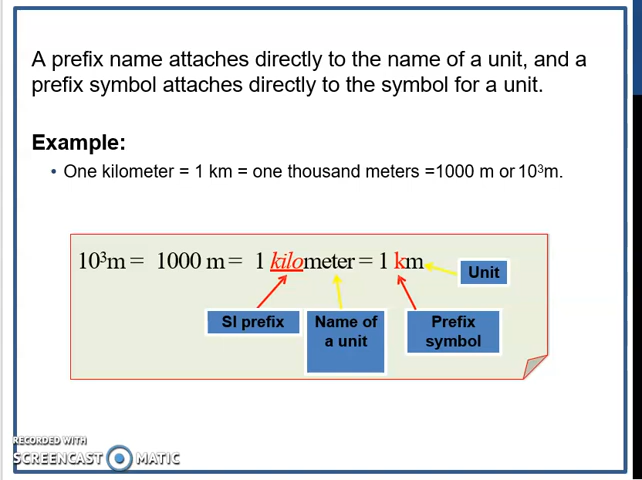 A prefix name attaches directly to the name of a unit, and a
prefix symbol attaches directly to the symbol for a unit.
Example:
• One kilometer = 1 km = one thousand meters =1000 m or 10³m.
10³m = 1000 m = 1 kilometer = 1 km
Unit
SI prefix
Name of
a unit
Prefix
symbol
RECORDED WITH
SCREENCAST MATIC